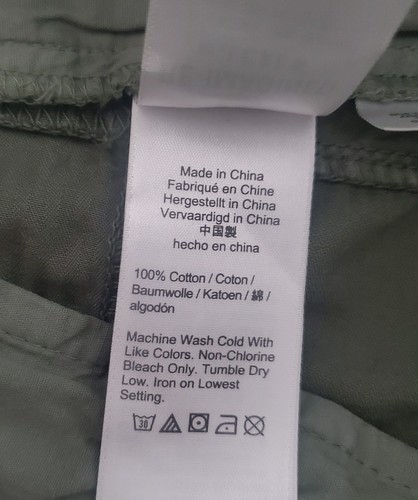 Made in China
Fabriqué en Chine
Hergestellt in China
Vervaardigd in China
中国製
hecho en china
100% Cotton / Coton /
Baumwolle / Katoen / 綿 /
algodón
Machine Wash Cold With
Like Colors. Non-Chlorine
Bleach Only. Tumble Dry
Low. Iron on Lowest
Setting.
30